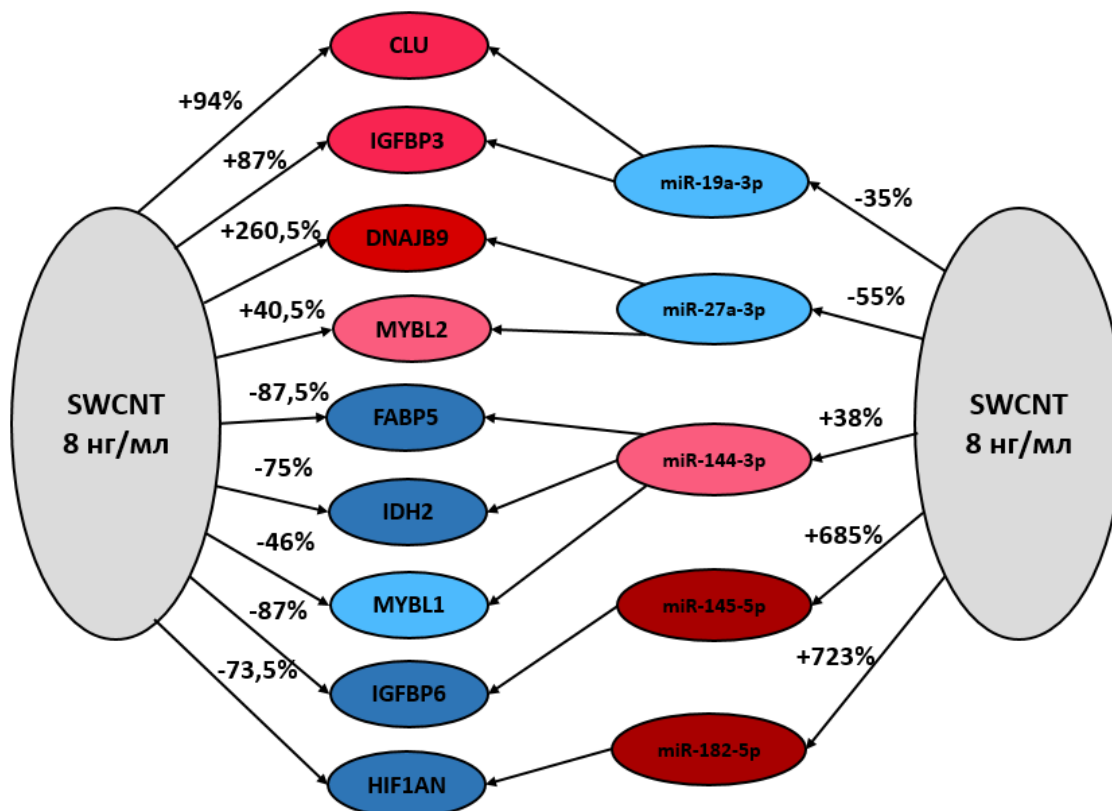 CLU
+94%
IGFBP3
+87%
miR-19a-3p
-35%
+260,5%
DNAJB9
+40,5%
MYBL2
miR-27a-3p
-55%
SWCNT
8 нг/мл
-87,5%
FABP5
+38%
SWCNT
8 нг/мл
miR-144-3p
-75%
IDH2
-46%
+685%
MYBL1
miR-145-5p
-87%
+723%
-73,5%
IGFBP6
miR-182-5p
HIF1AN